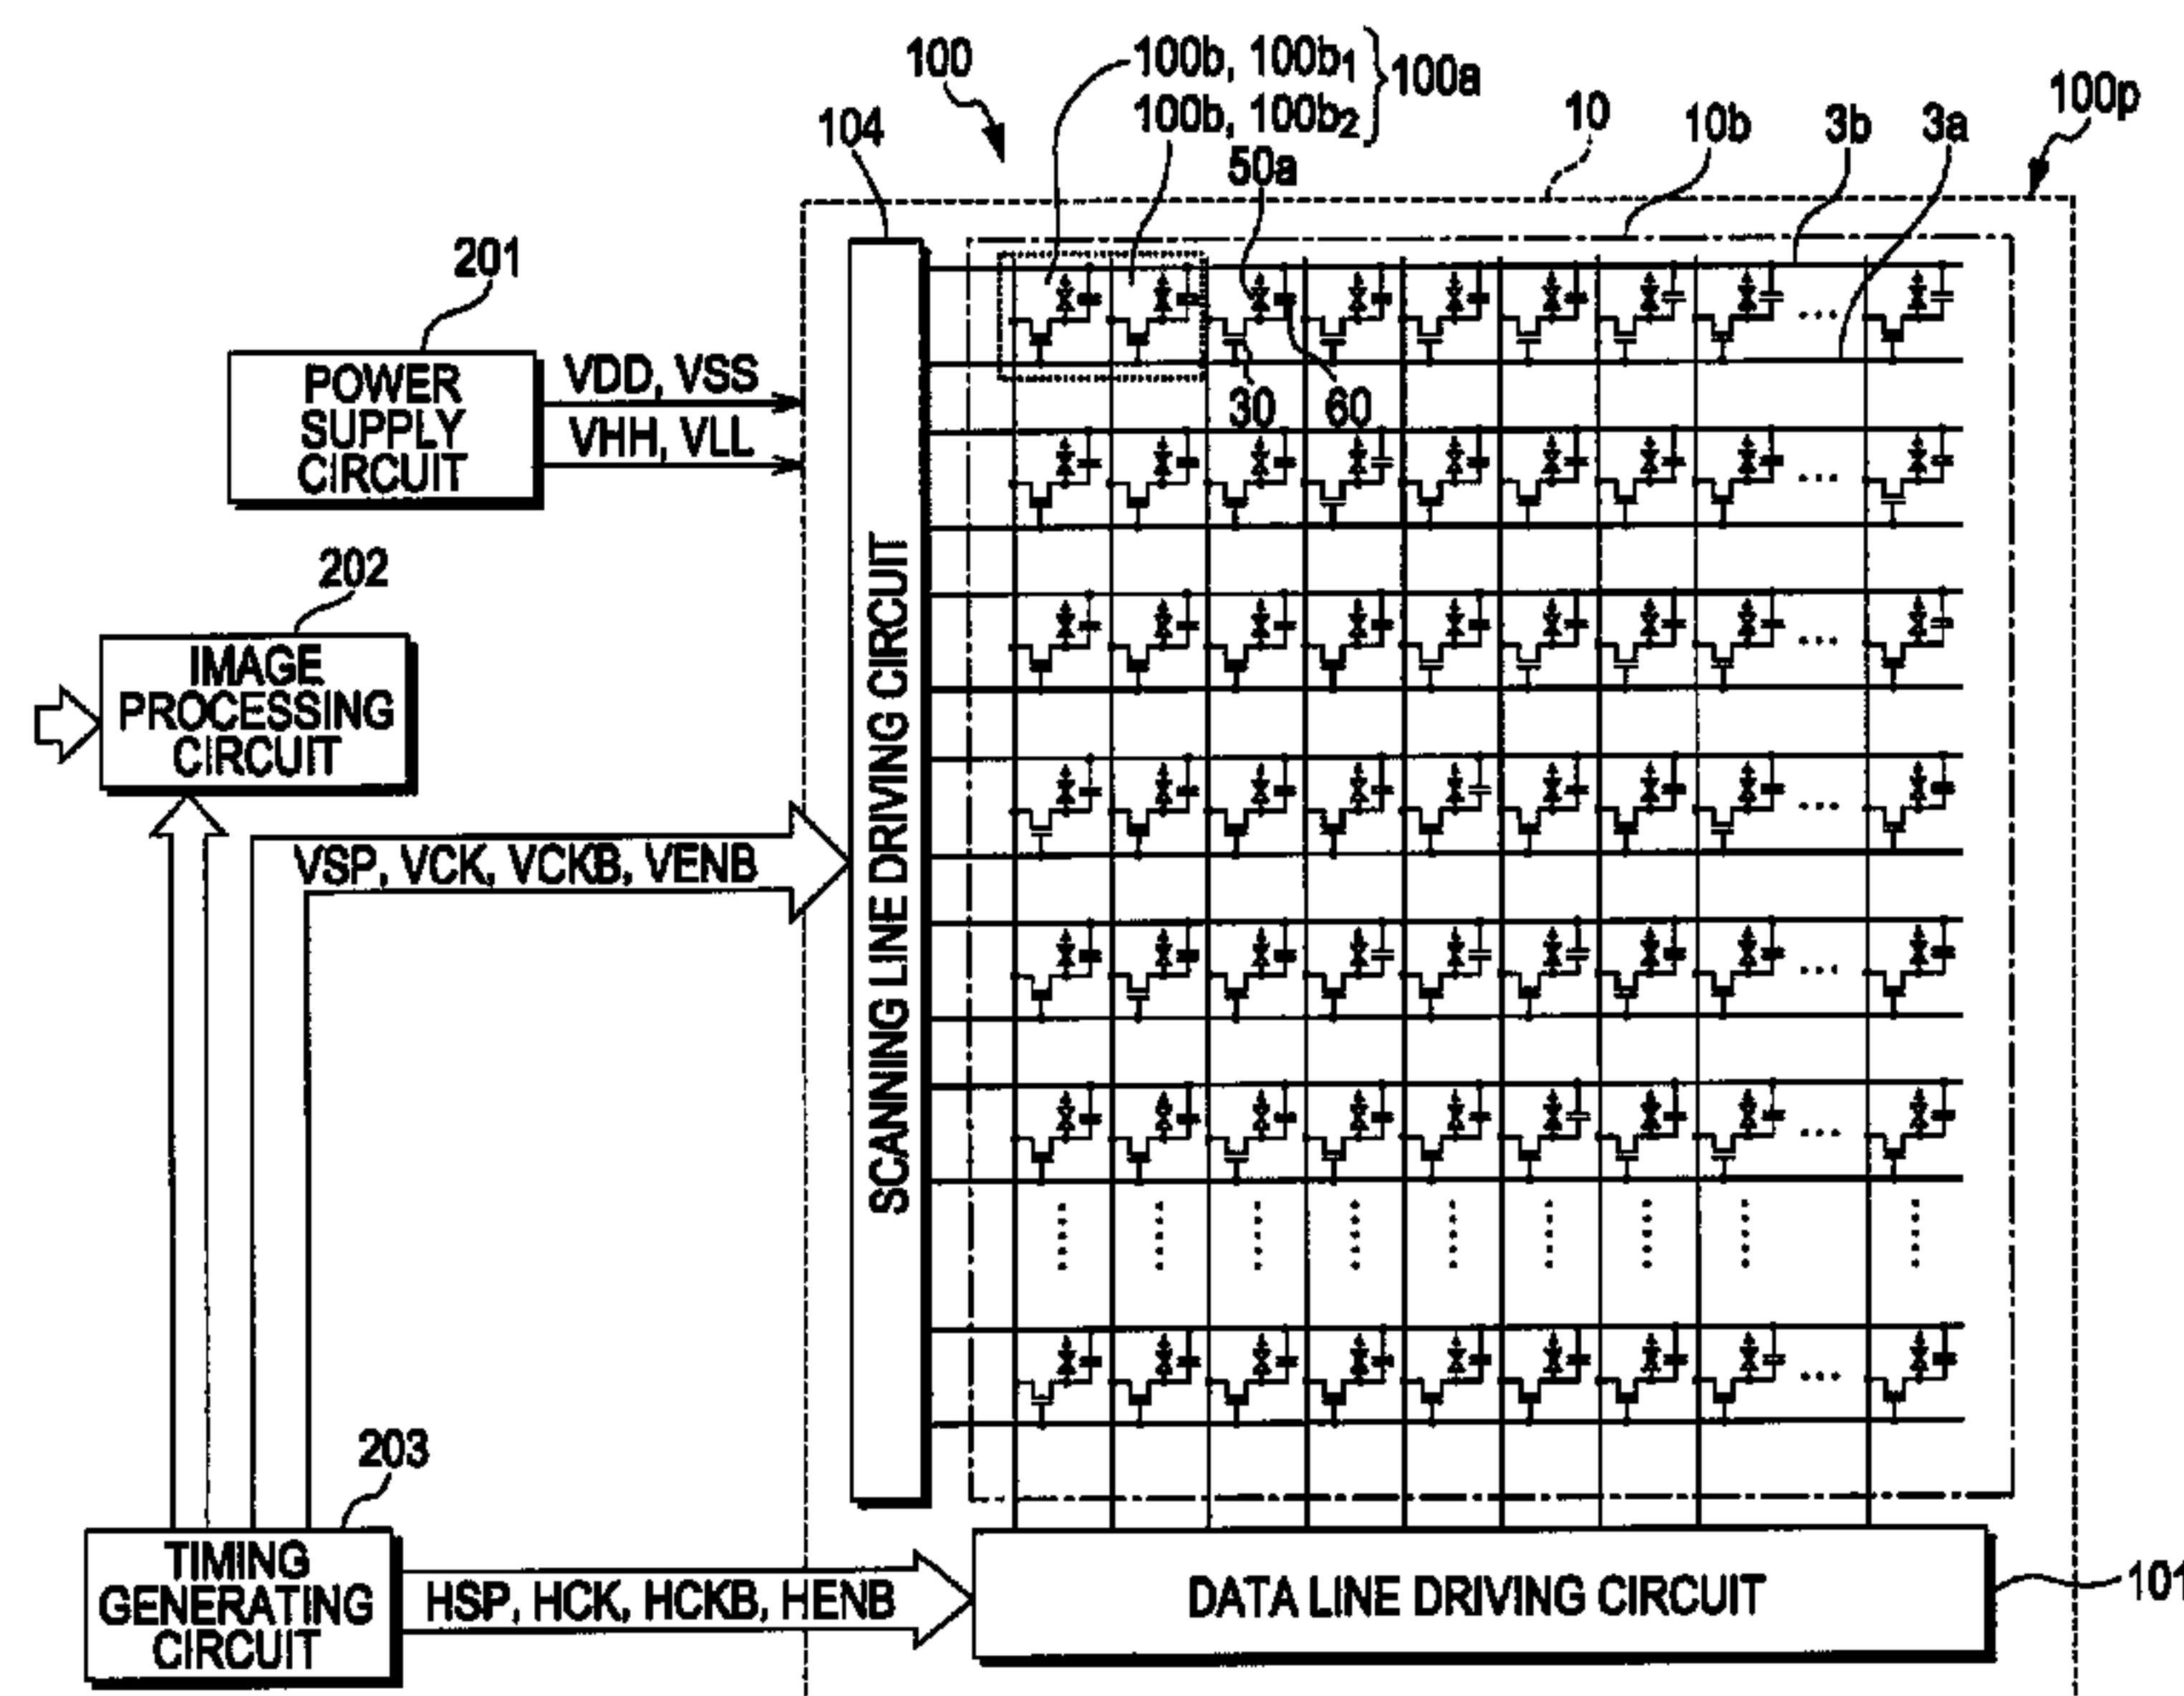 100
100b, 100b1
100b, 100b2
100a
50a
104
10
10b
3b
3a
100p
201
POWER
SUPPLY
CIRCUIT
VDD, VSS
VHH, VLL
30
60
202
IMAGE
PROCESSING
CIRCUIT
SCANNING LINE DRIVING CIRCUIT
VSP, VCK, VCKB, VENB
203
TIMING
GENERATING
CIRCUIT
HSP, HCK, HCKB, HENB
DATA LINE DRIVING CIRCUIT
101